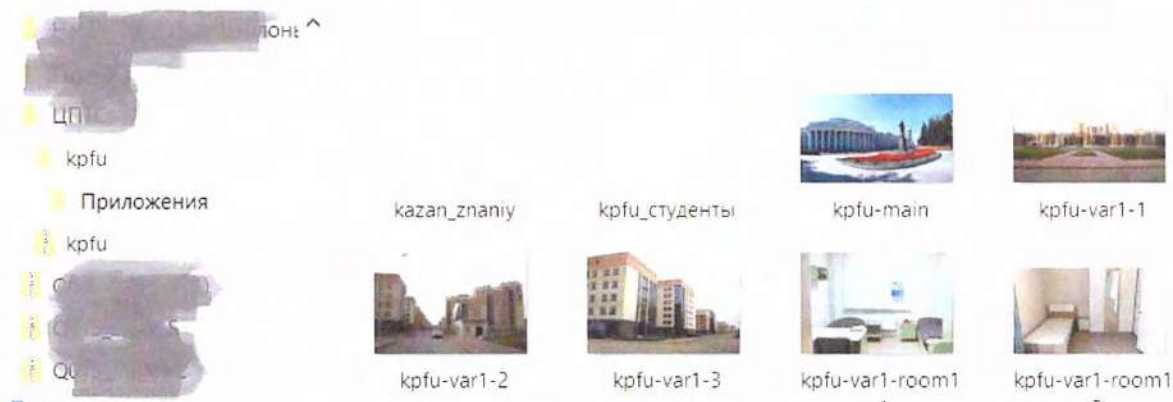 kpfu
Приложения
kpfu
kazan_znaniy
kpfu_студенты
kpfu-main
kpfu-var1-1
kpfu-var1-2
kpfu-var1-3
kpfu-var1-room1
kpfu-var1-room1